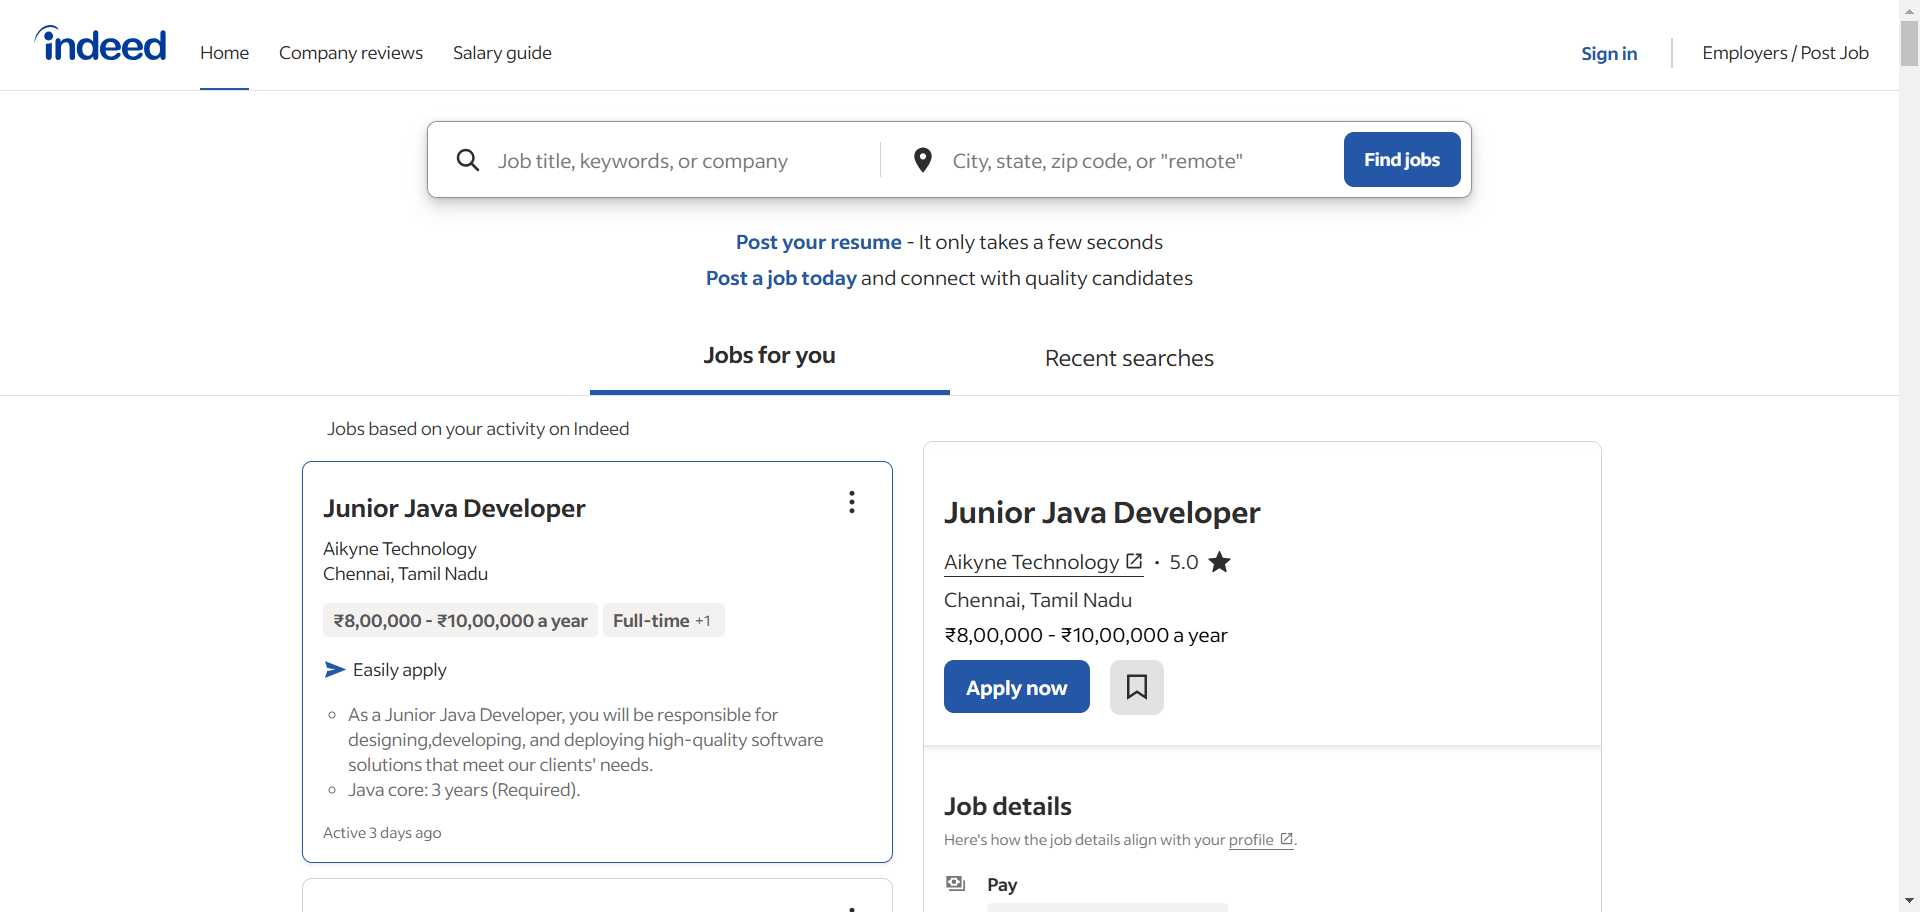 indeed
Home
Company reviews
Salary guide
Sign in
Employers / Post Job
Job title, keywords, or company
City, state, zip code, or "remote"
Find jobs
Post your resume - It only takes a few seconds
Post a job today and connect with quality candidates
Jobs for you
Recent searches
Jobs based on your activity on Indeed
Junior Java Developer
Aikyne Technology
Chennai, Tamil Nadu
₹8,00,000 - ₹10,00,000 a year
Full-time +1
Easily apply
As a Junior Java Developer, you will be responsible for
designing,developing, and deploying high-quality software
solutions that meet our clients' needs.
Java core: 3 years (Required).
Active 3 days ago
Junior Java Developer
Aikyne Technology · 5.0
Chennai, Tamil Nadu
₹8,00,000 - ₹10,00,000 a year
Apply now
Job details
Here's how the job details align with your profile.
Pay